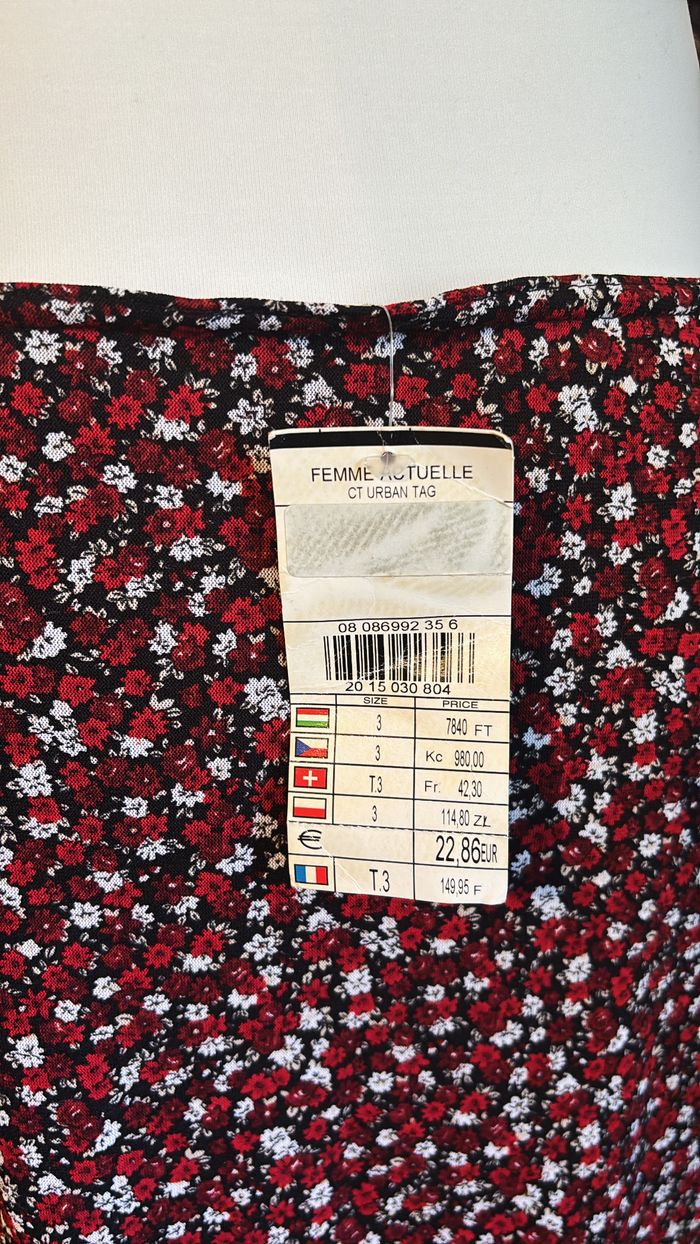 FEMME ACTUELLE
CT URBAN TAG
08 086992 35 6
20 15 030 804
SIZE PRICE
3 7840 FT
3 Kc 980,00
T.3 Fr. 42,30
3 114,80 ZŁ
€ 22,86EUR
T.3 149,95 F